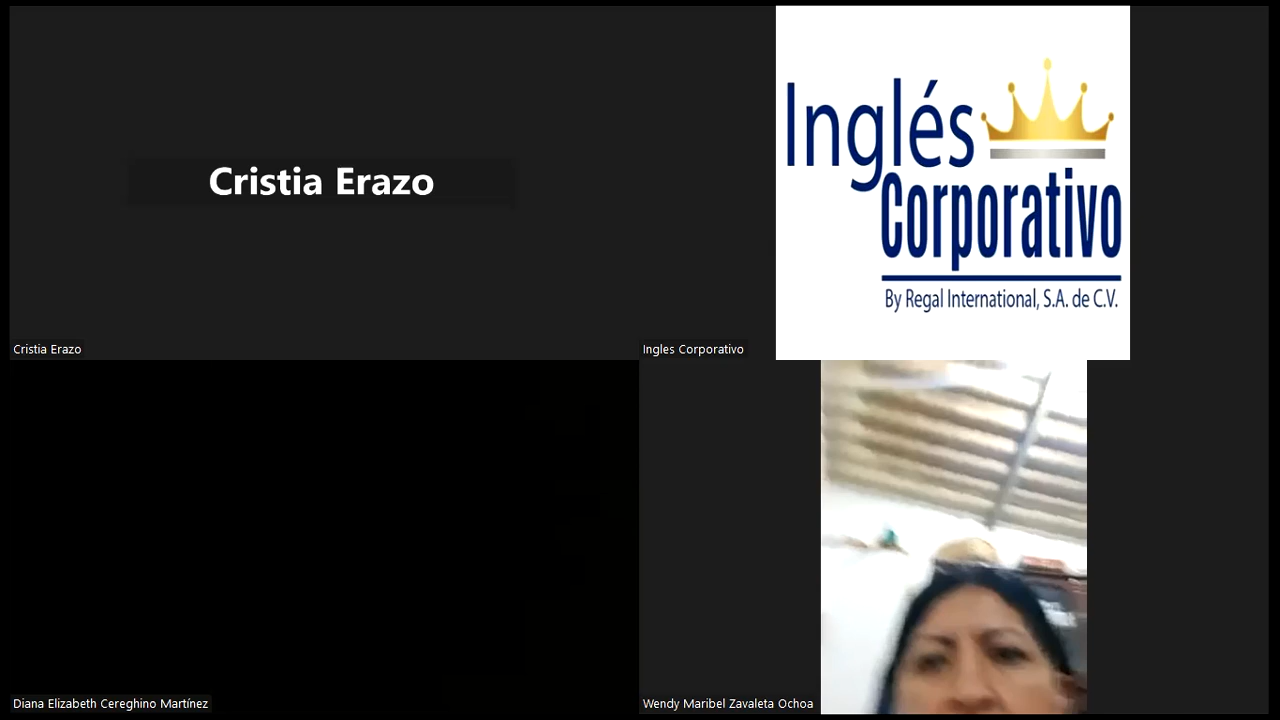 Cristia Erazo
Cristia Erazo
Inglés
Corporativo
By Regal International, S.A. de C.V.
Ingles Corporativo
Diana Elizabeth Cereghino Martínez
Wendy Maribel Zavaleta Ochoa